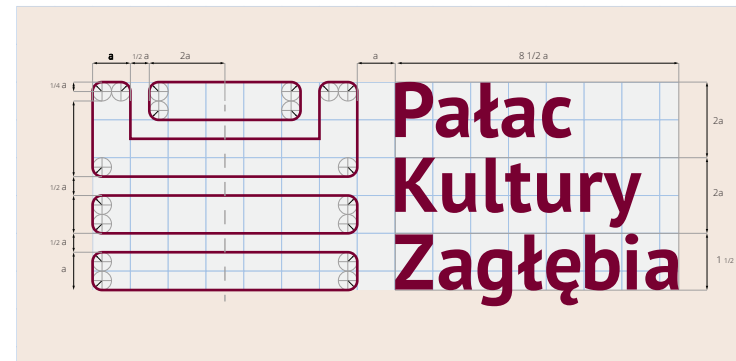 a 1/2 a 2a a 8 1/2 a
1/4 a
Pałac
2a
Kultury
1/2 a
2a
Zagłębia
1/2 a
a
1 1/2